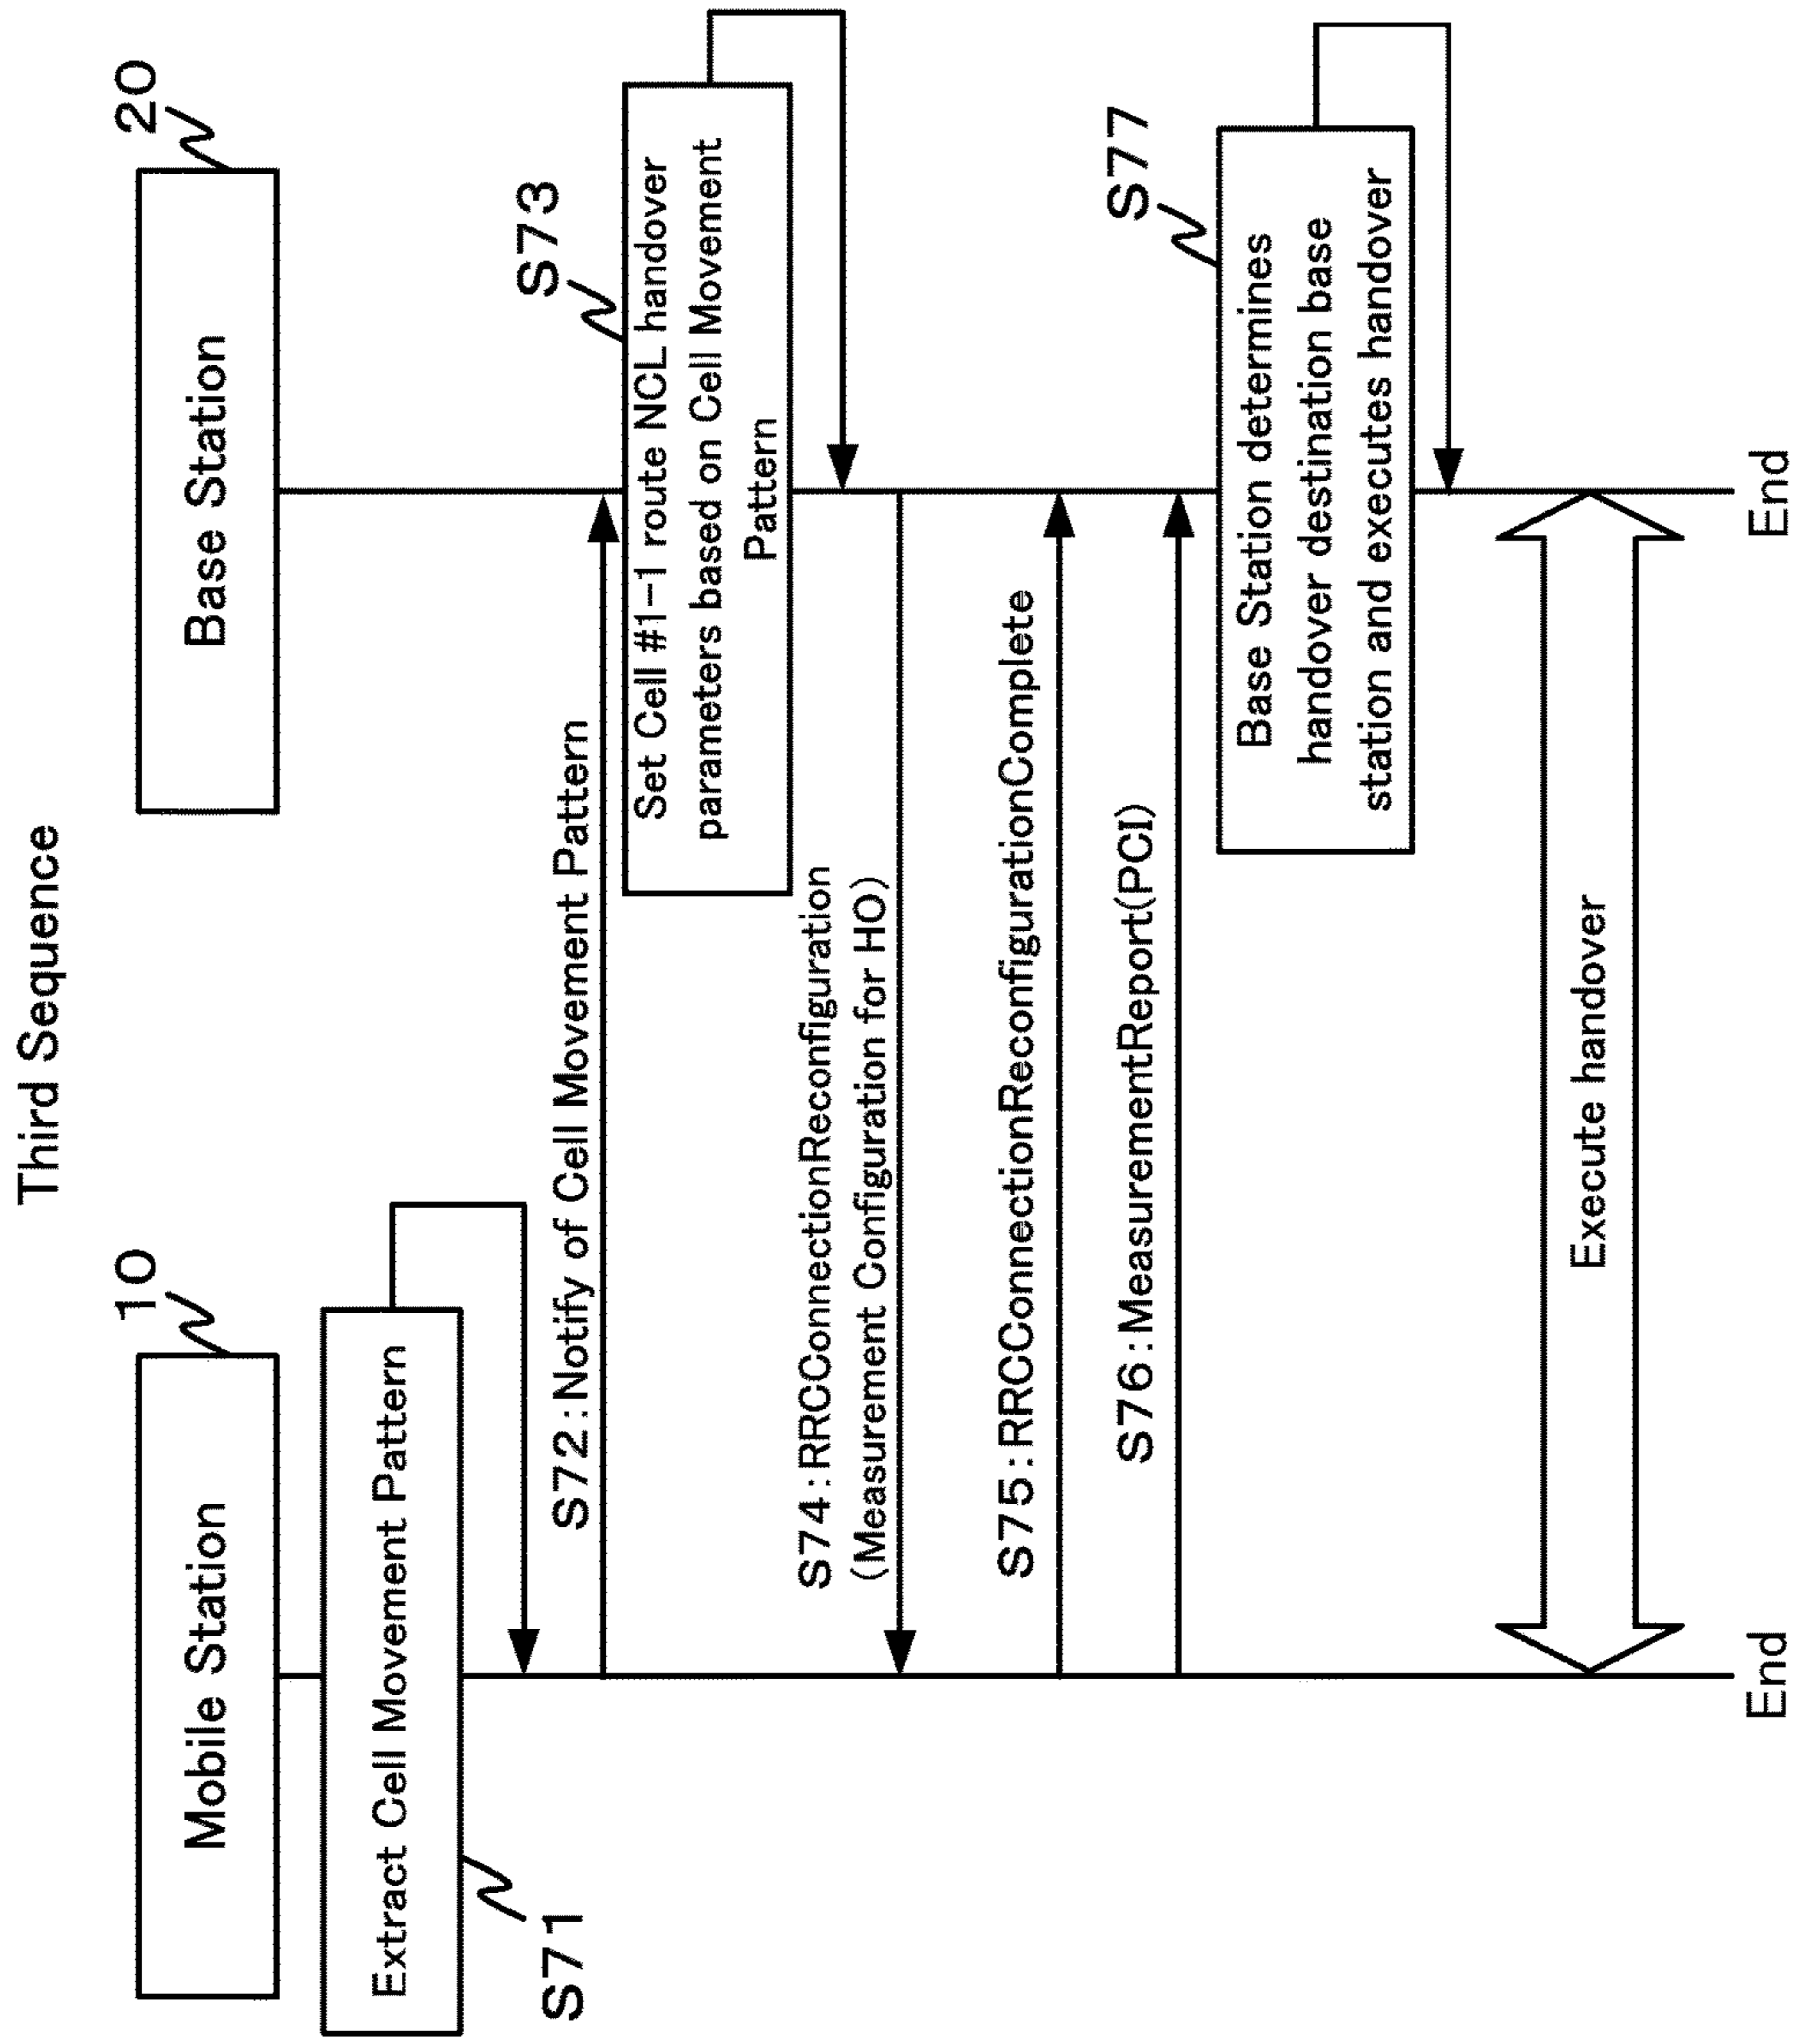 Third Sequence
10
20
Mobile Station
Base Station
Extract Cell Movement Pattern
S71
S72:Notify of Cell Movement Pattern
S73
Set Cell #1-1 route NCL handover
parameters based on Cell Movement
Pattern
S74:RRCConnectionReconfiguration
(Measurement Configuration for HO)
S75:RRCConnectionReconfigurationComplete
S76:MeasurementReport(PCI)
S77
Base Station determines
handover destination base
station and executes handover
Execute handover
End
End